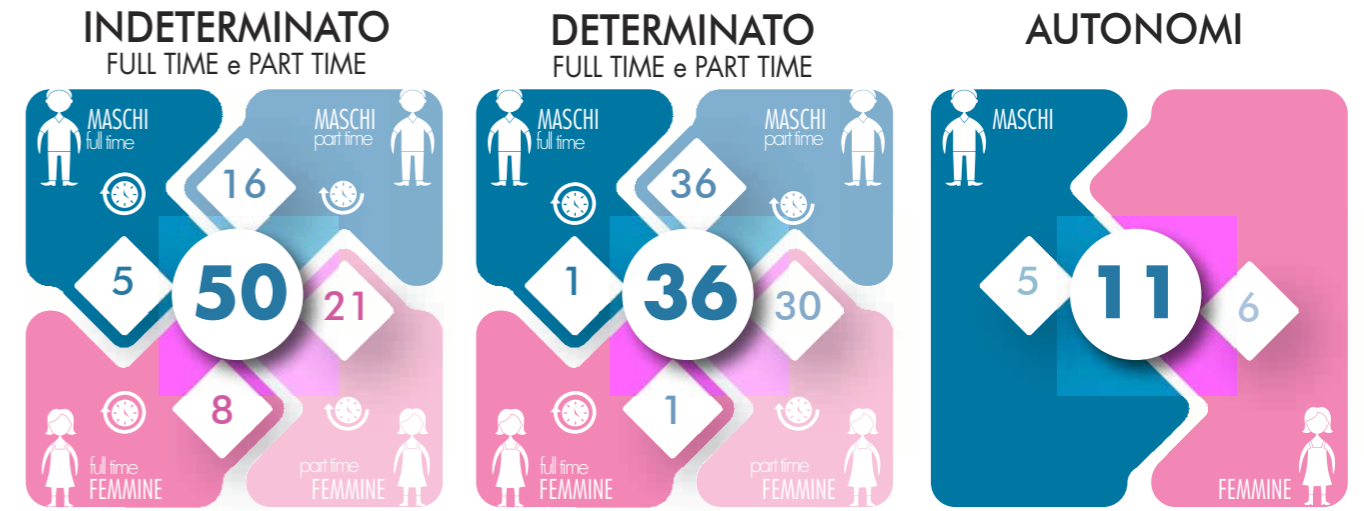 INDETERMINATO
FULL TIME e PART TIME
MASCHI
full time
MASCHI
part time
16
5
50
21
8
full time
FEMMINE
part time
FEMMINE
DETERMINATO
FULL TIME e PART TIME
MASCHI
full time
MASCHI
part time
36
1
36
30
1
full time
FEMMINE
part time
FEMMINE
AUTONOMI
MASCHI
5
11
6
FEMMINE